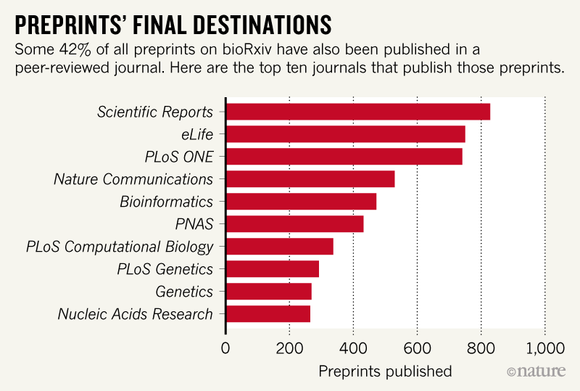 PREPRINTS' FINAL DESTINATIONS
Some 42% of all preprints on bioRxiv have also been published in a
peer-reviewed journal. Here are the top ten journals that publish those preprints.
Scientific Reports
eLife
PLoS ONE
Nature Communications
Bioinformatics
PNAS
PLoS Computational Biology
PLoS Genetics
Genetics
Nucleic Acids Research
0 200 400 600 800 1,000
Preprints published
©nature